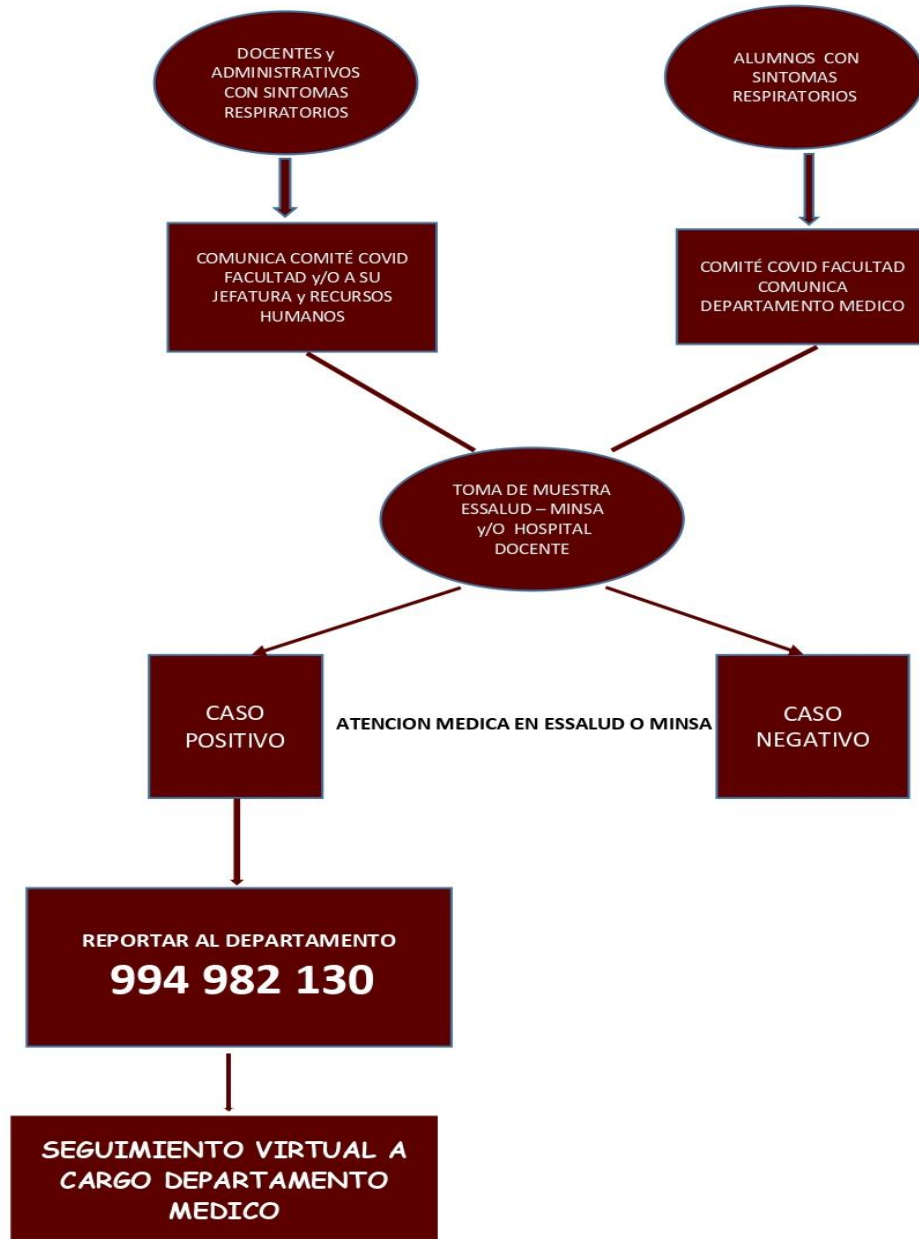 DOCENTES y
ADMINISTRATIVOS
CON SINTOMAS
RESPIRATORIOS
ALUMNOS CON
SINTOMAS
RESPIRATORIOS
COMUNICA COMITÉ COVID
FACULTAD y/O A SU
JEFATURA y RECURSOS
HUMANOS
COMITÉ COVID FACULTAD
COMUNICA
DEPARTAMENTO MEDICO
TOMA DE MUESTRA
ESSALUD – MINSA
y/O HOSPITAL
DOCENTE
CASO
POSITIVO
ATENCION MEDICA EN ESSALUD O MINSA
CASO
NEGATIVO
REPORTAR AL DEPARTAMENTO
994 982 130
SEGUIMIENTO VIRTUAL A
CARGO DEPARTAMENTO
MEDICO